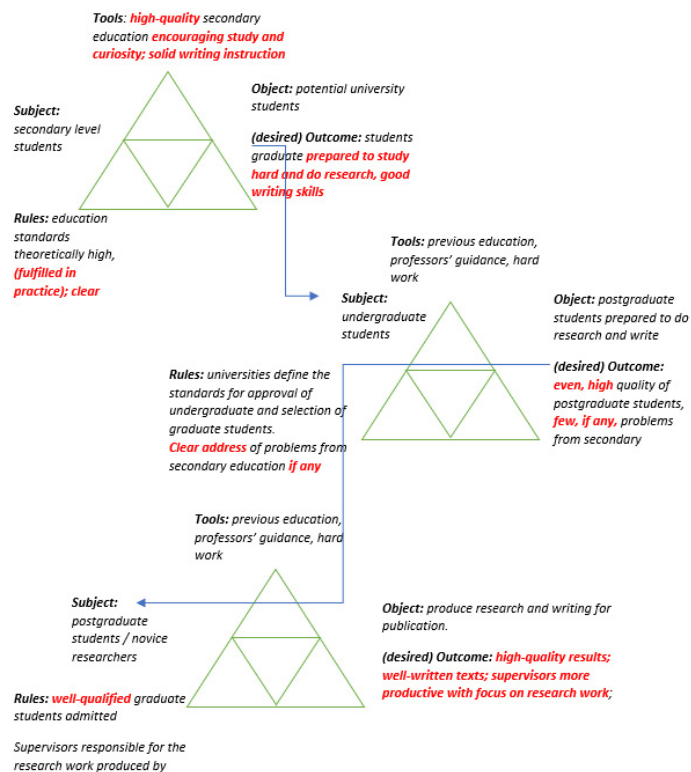 Tools: high-quality secondary
education encouraging study and
curiosity; solid writing instruction
Object: potential university
students
Subject:
secondary level
students
(desired) Outcome: students
graduate prepared to study
hard and do research, good
writing skills
Rules: education
standards
theoretically high,
(fulfilled in
practice); clear
Tools: previous education,
professors’ guidance, hard
work
Subject:
undergraduate
students
Object: postgraduate
students prepared to do
research and write
(desired) Outcome:
even, high quality of
postgraduate students,
few, if any, problems
from secondary
Rules: universities define the
standards for approval of
undergraduate and selection of
graduate students.
Clear address of problems from
secondary education if any
Tools: previous education,
professors’ guidance, hard
work
Subject:
postgraduate
students / novice
researchers
Object: produce research and writing for
publication.
(desired) Outcome: high-quality results;
well-written texts; supervisors more
productive with focus on research work;
Rules: well-qualified graduate
students admitted
Supervisors responsible for the
research work produced by